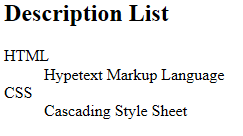 Description List
HTML
Hypetext Markup Language
CSS
Cascading Style Sheet